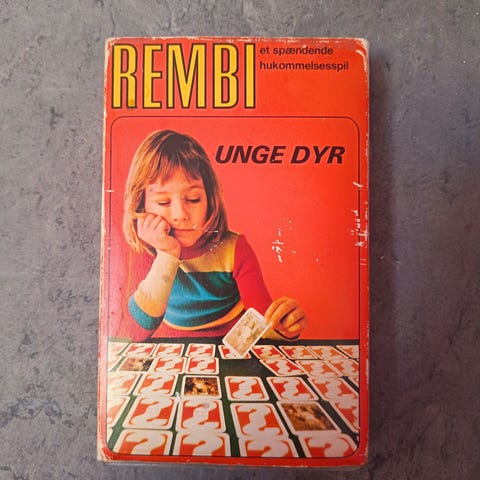 REMBI
et spændende
hukommelsesspil
UNGE DYR